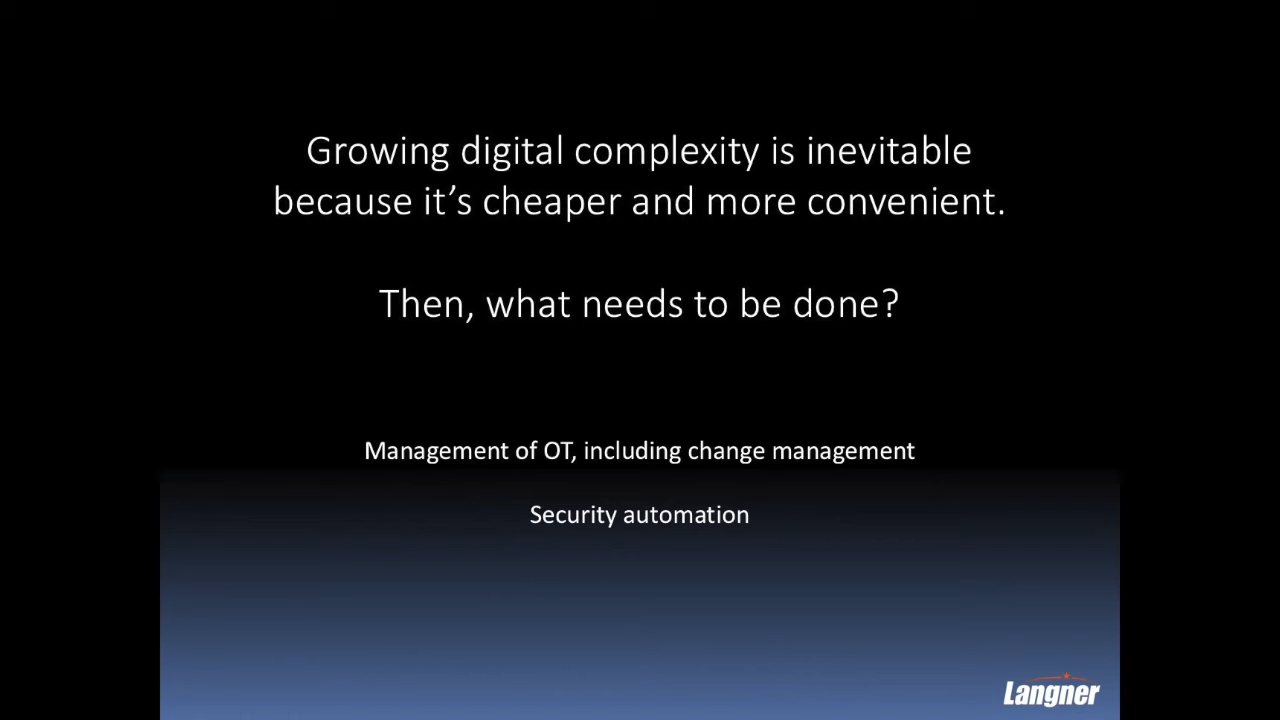 Growing digital complexity is inevitable
because it’s cheaper and more convenient.
Then, what needs to be done?
Management of OT, including change management
Security automation
Langner